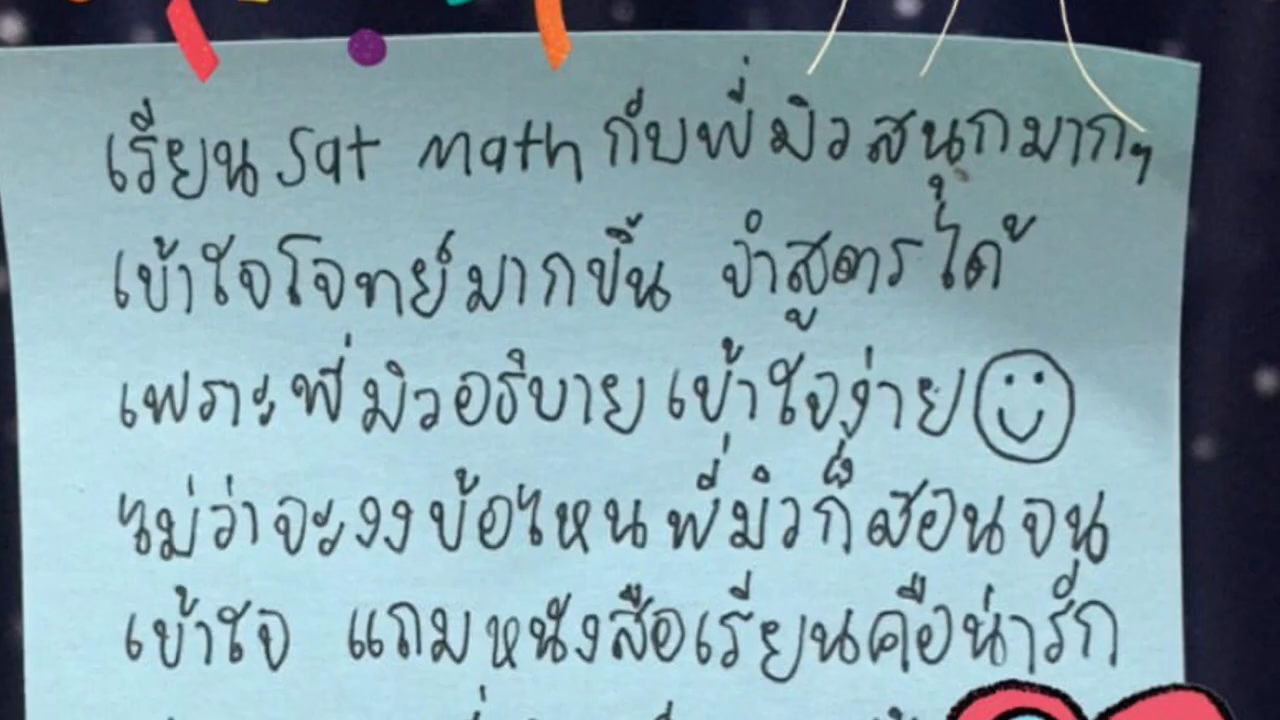 เรียน Sat math กับพี่มิว สนุกมากๆ
เข้าใจโจทย์มากขึ้น จำสูตรได้
เพราะพี่มิวอธิบายเข้าใจง่าย
ไม่ว่าจะงงข้อไหนพี่มิวก็สอนจน
เข้าใจ แถมหนังสือเรียนคือน่ารัก